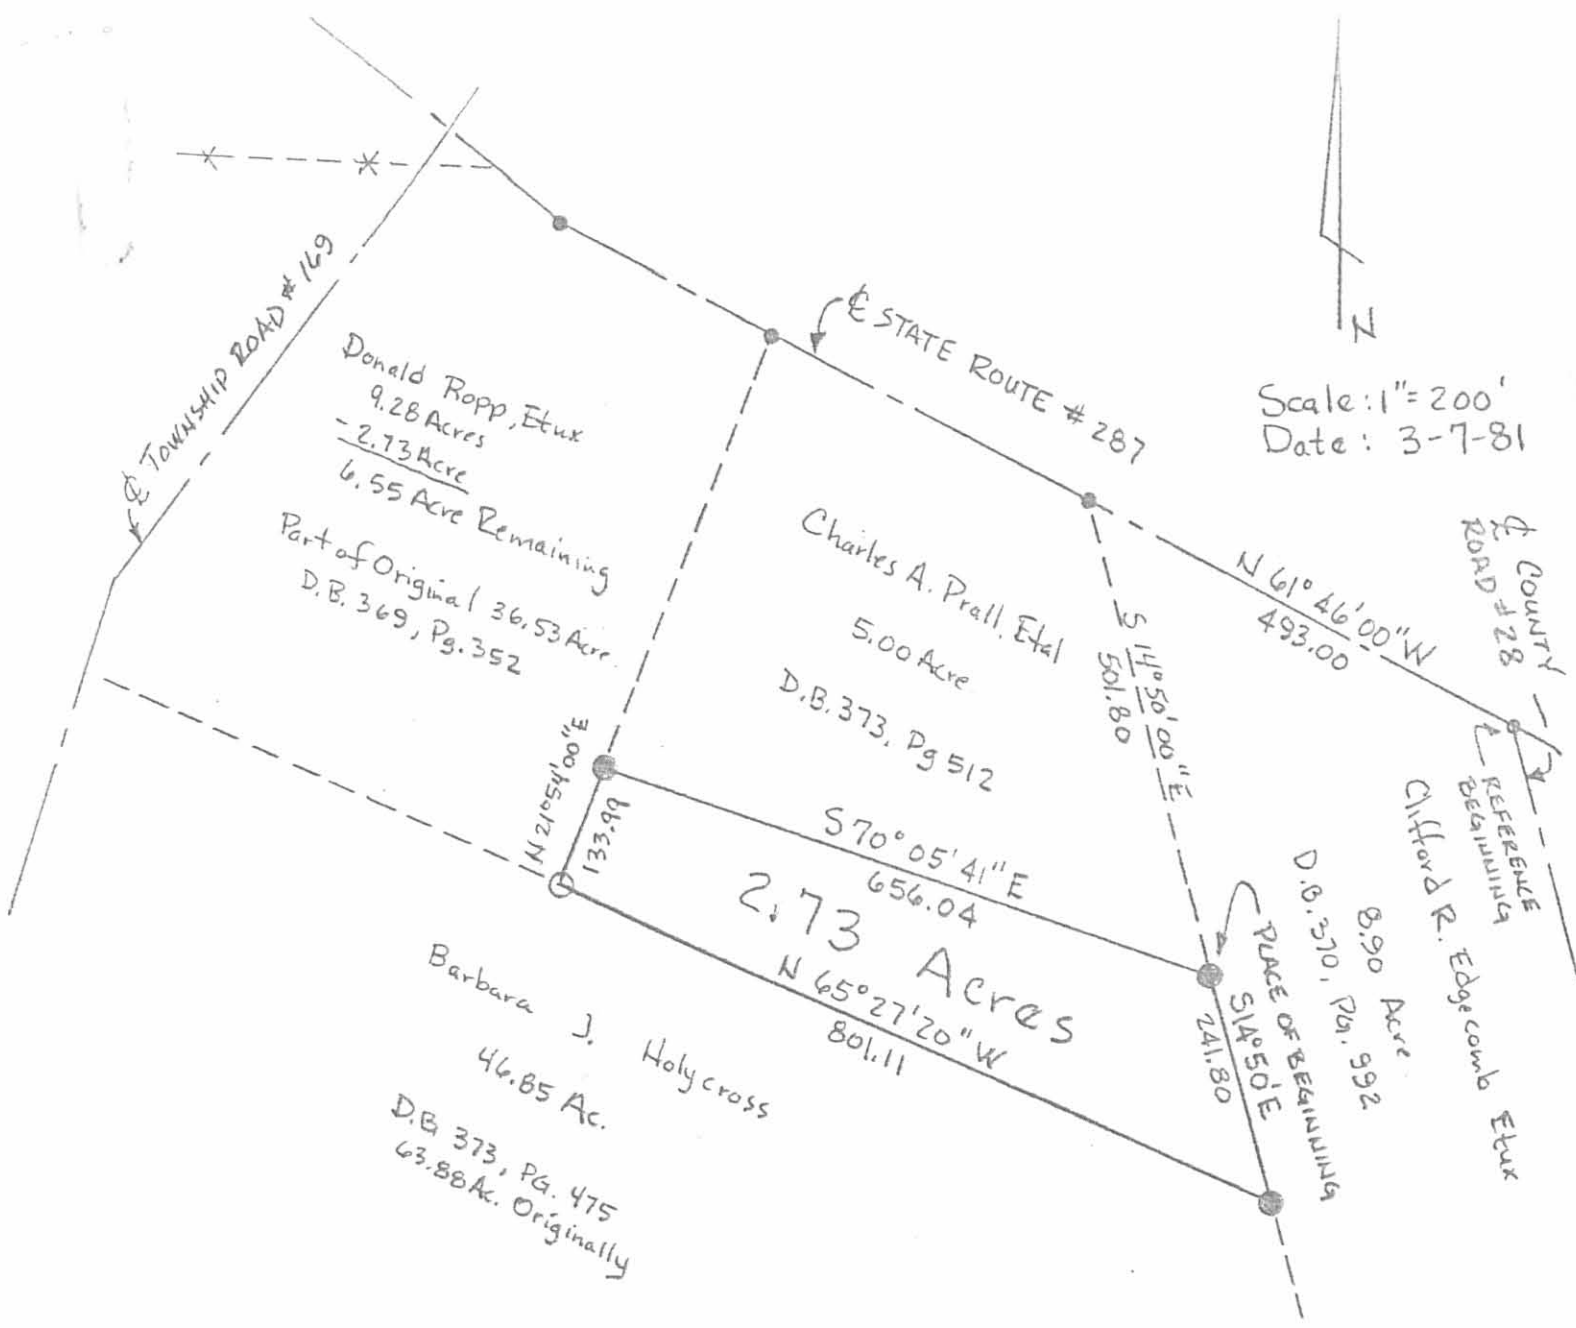 ℄ TOWNSHIP ROAD # 169
Donald Ropp, Etux
9.28 Acres
- 2.73 Acre
6.55 Acre Remaining
Part of Original 36.53 Acre.
D.B. 369, Pg. 352
℄ STATE ROUTE # 287
N
Scale: 1"= 200'
Date: 3-7-81
Charles A. Prall, Etal
5.00 Acre
D.B. 373, Pg 512
S 14° 50' 00" E
501.80
N 61° 46' 00" W
493.00
℄ COUNTY
ROAD # 28
REFERENCE
BEGINNING
Clifford R. Edgecomb Etux
8.90 Acre
D.B. 370, PG. 992
PLACE OF BEGINNING
S 14° 50' E
241.80
N 21° 54' 00" E
133.99
S 70° 05' 41" E
656.04
2.73 Acres
N 65° 27' 20" W
801.11
Barbara J. Holycross
46.85 Ac.
D.B. 373, PG. 475
63.88 Ac. Originally